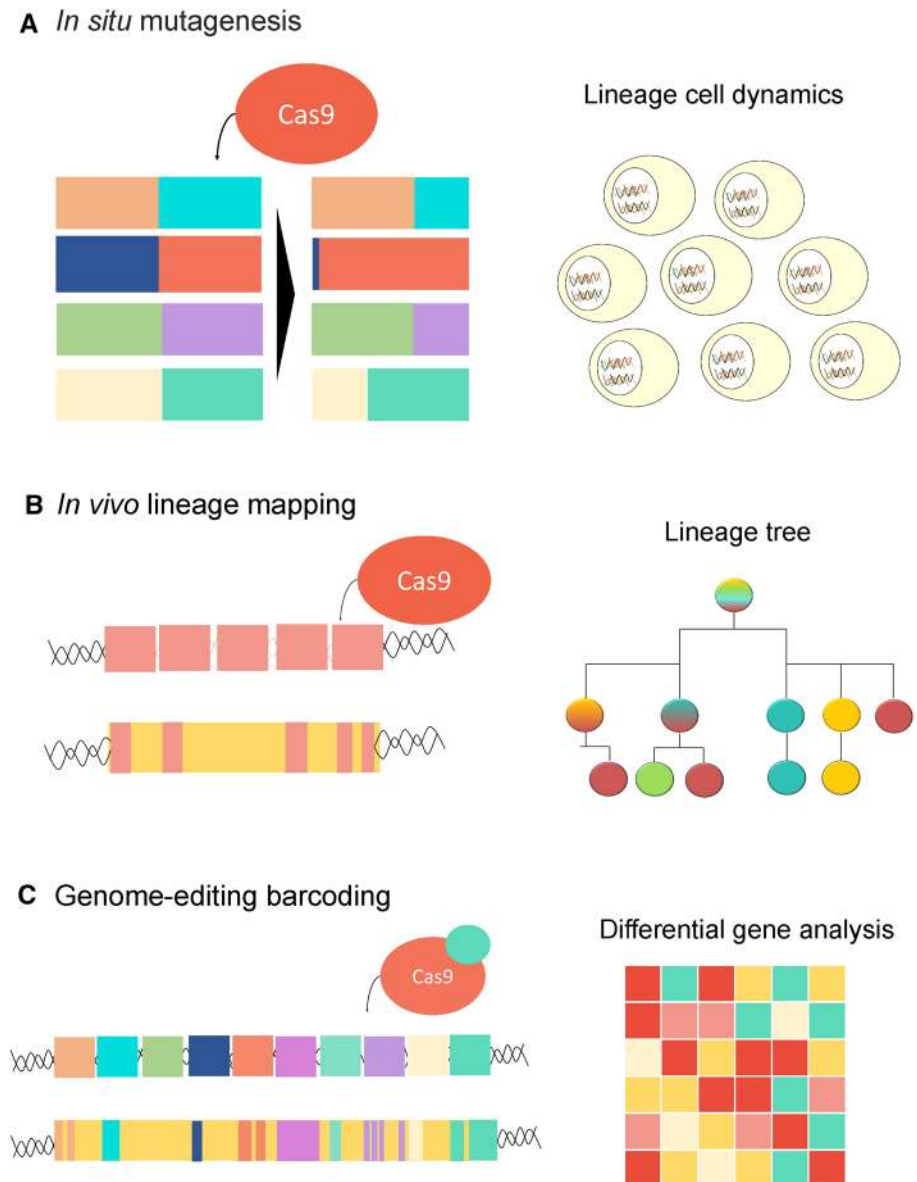 A In situ mutagenesis
Cas9
Lineage cell dynamics
B In vivo lineage mapping
Cas9
Lineage tree
C Genome-editing barcoding
Cas9
Differential gene analysis